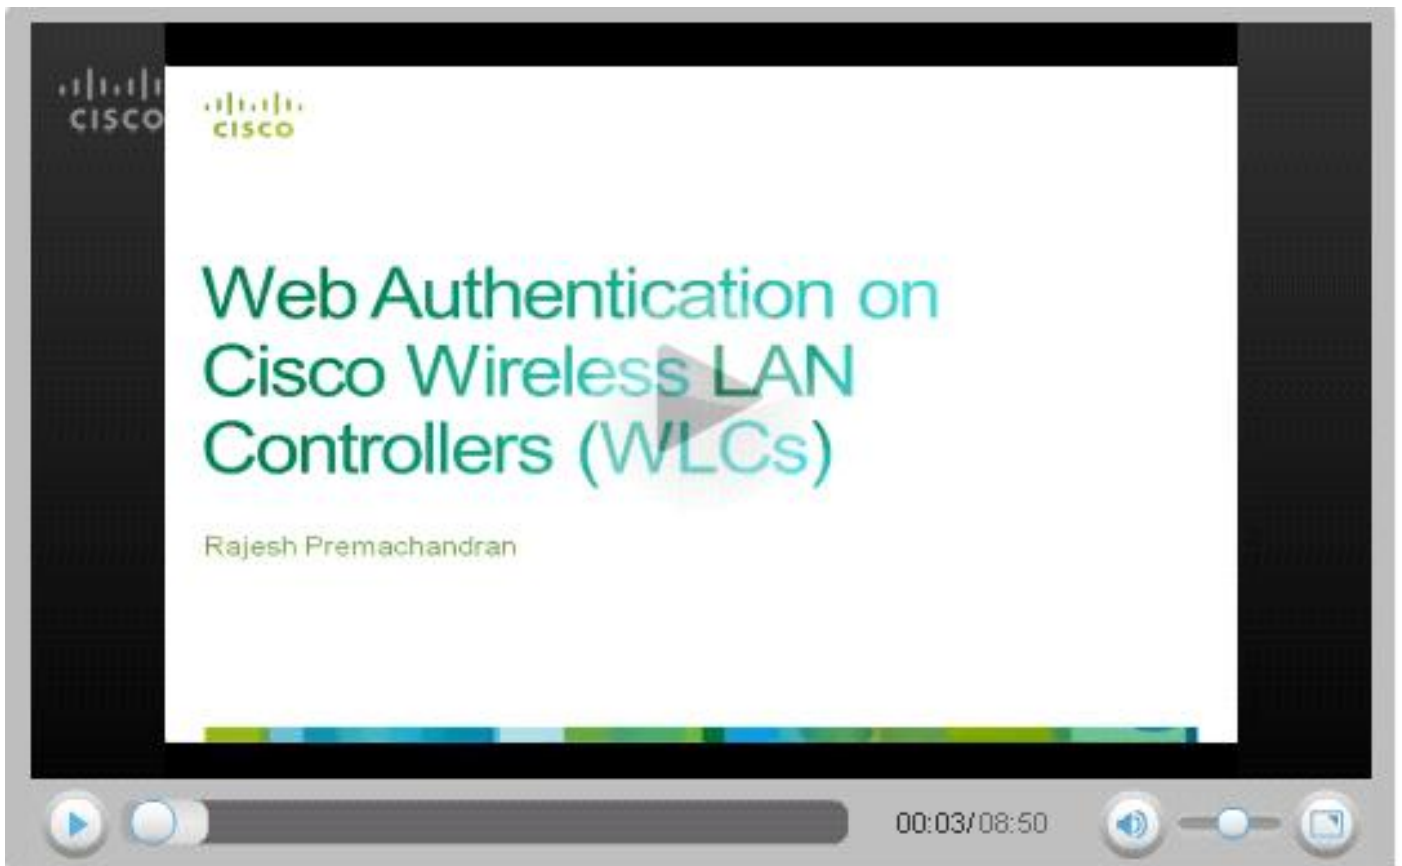 CISCO
CISCO
Web Authentication on
Cisco Wireless LAN
Controllers (WLCs)
Rajesh Premachandran
00:03/08:50